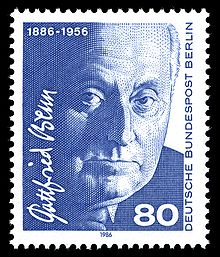 1886-1956
Gottfried Benn
80
DEUTSCHE BUNDESPOST BERLIN
1986